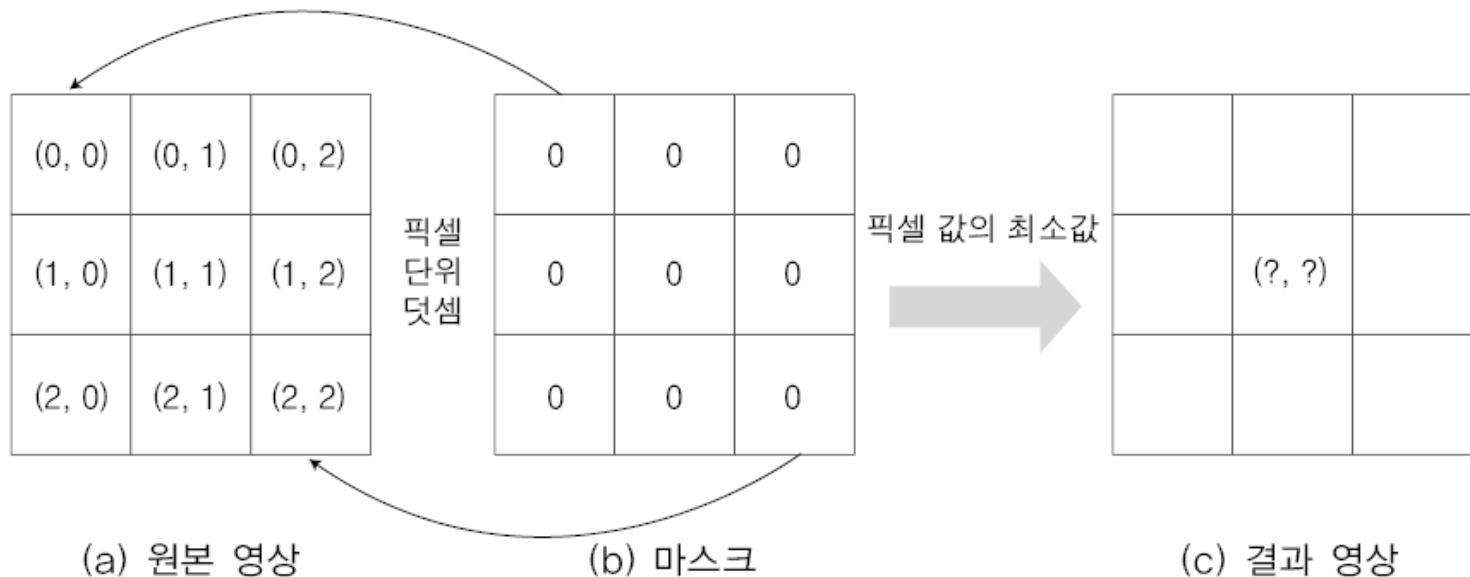 (0, 0) (0, 1) (0, 2)
(1, 0) (1, 1) (1, 2)
(2, 0) (2, 1) (2, 2)
픽셀
단위
덧셈
0 0 0
0 0 0
0 0 0
픽셀 값의 최소값
(?, ?)
(a) 원본 영상
(b) 마스크
(c) 결과 영상